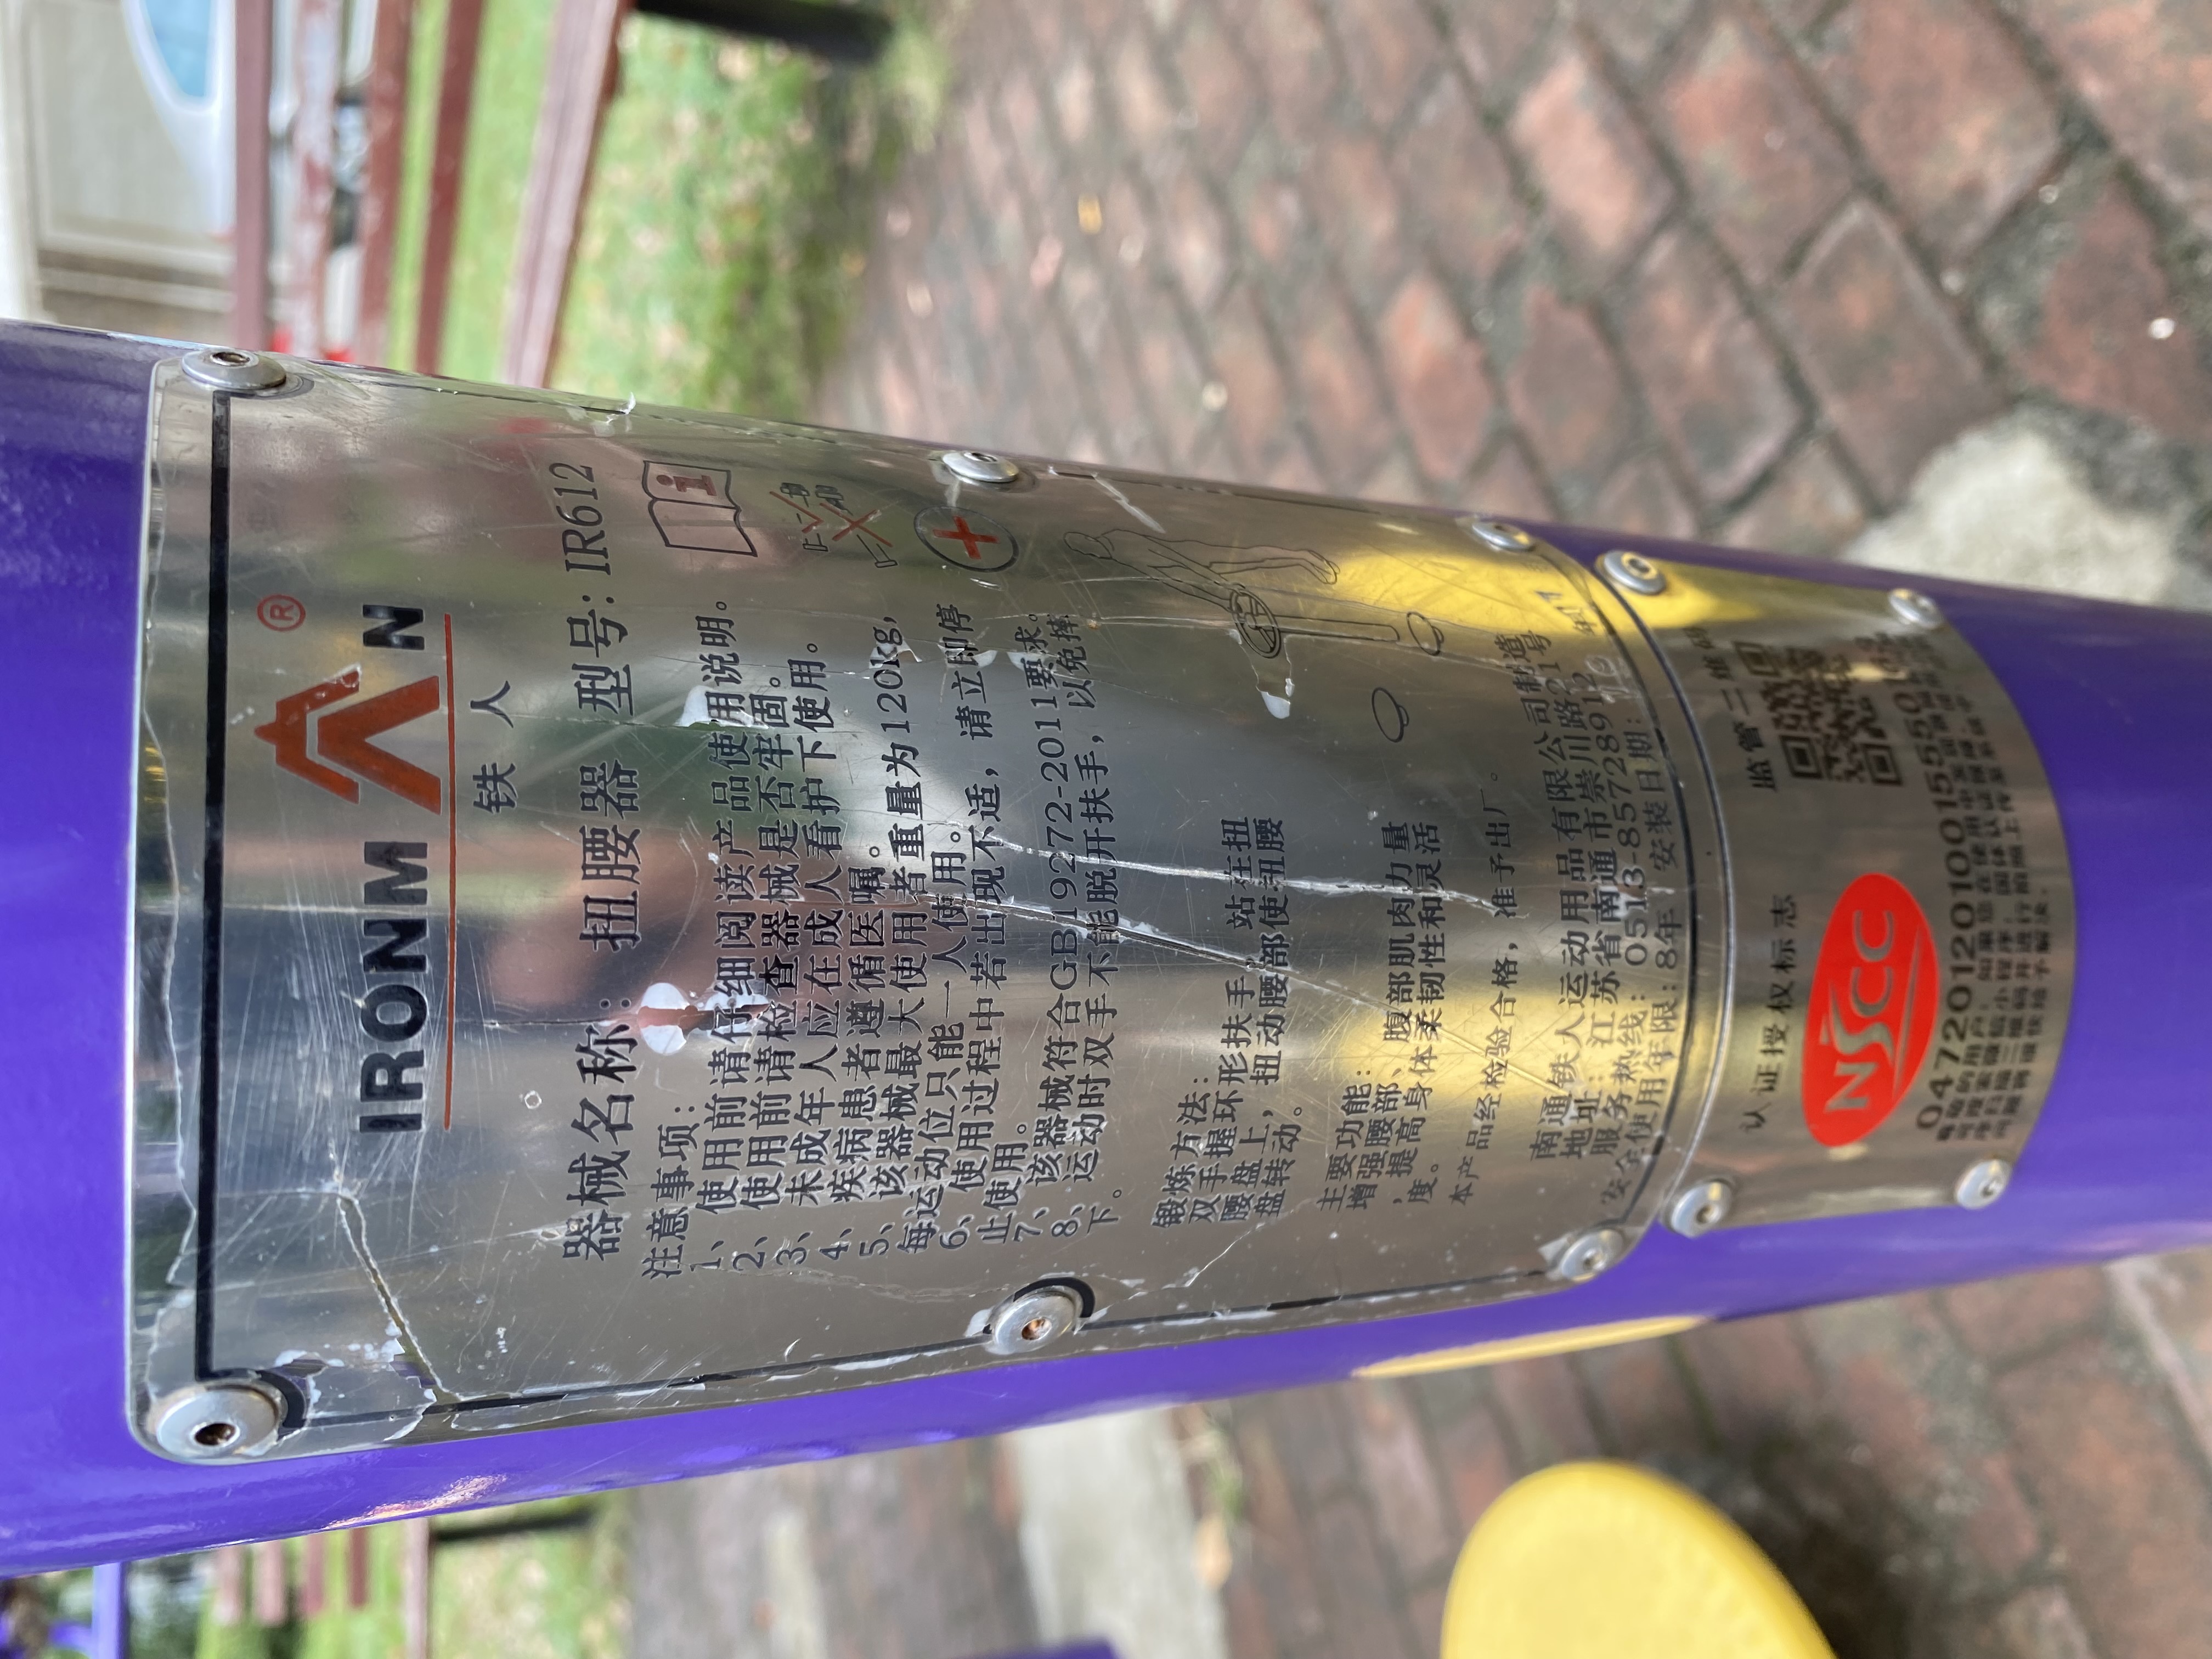 IRONMAN®
铁 人
器械名称: 扭腰器 型号: IR612
注意事项:
1、使用前请仔细阅读产品使用说明。
2、使用前请检查器械是否牢固。
3、未成年人应在成人看护下使用。
4、疾病患者遵循医嘱。
5、该器械最大使用者重量为120kg,
每运动位只能一人使用。
6、使用过程中若出现不适,请立即停
止使用。
7、该器械符合GB19272-2011要求。
8、运动时双手不能脱开扶手,以免摔
下。
锻炼方法:
双手握环形扶手,站在扭
腰盘上,扭动腰部使扭腰
盘转动。
主要功能:
增强腰部、腹部肌肉力量
,提高身体柔韧性和灵活
度。
本产品经检验合格,准予出厂。
南通铁人运动用品有限公司制造
地址:江苏省南通市崇川路21号
服务热线:0513-85728912
安全使用年限:8年 安装日期:
认证授权标志
监管二维码
NSCC